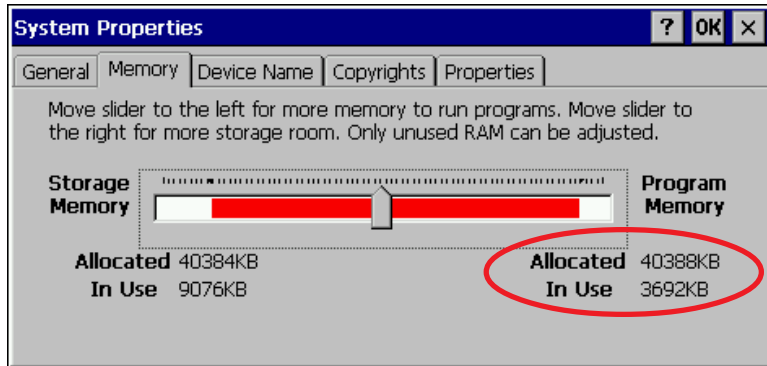 System Properties ? OK ×
General Memory Device Name Copyrights Properties
Move slider to the left for more memory to run programs. Move slider to
the right for more storage room. Only unused RAM can be adjusted.
Storage Program
Memory Memory
Allocated 40384KB Allocated 40388KB
In Use 9076KB In Use 3692KB